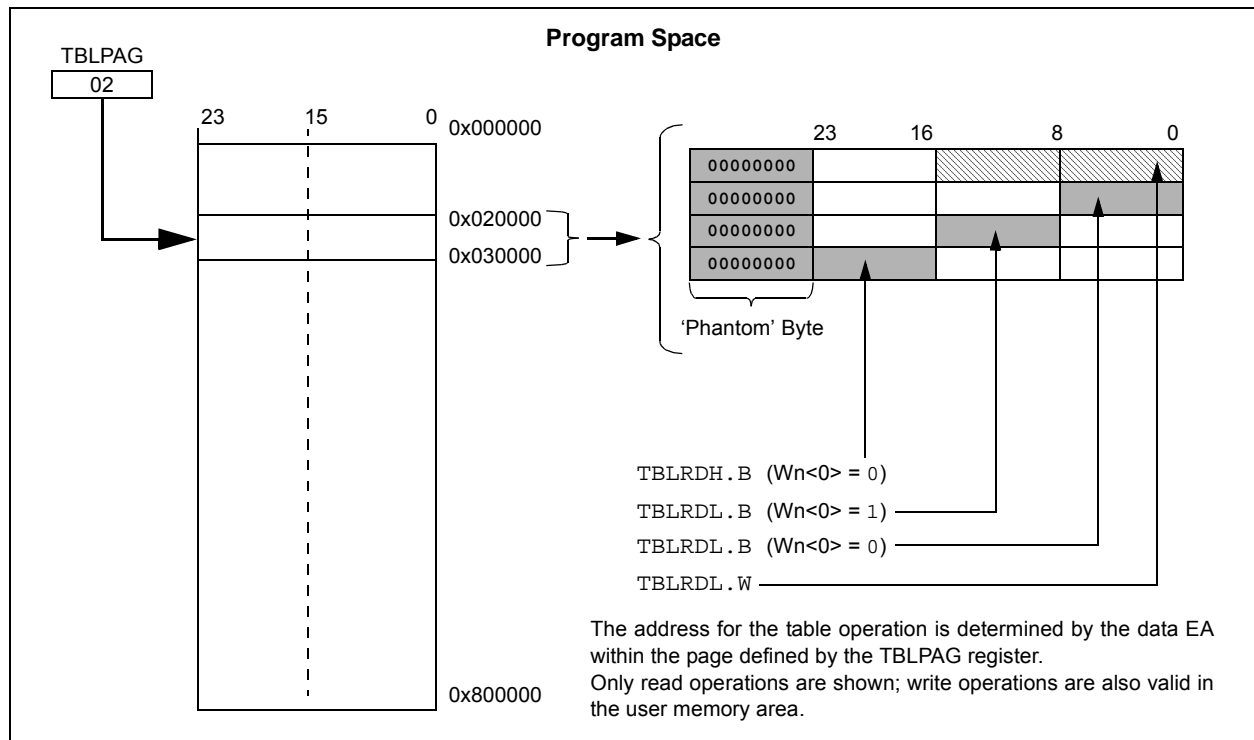 Program Space
TBLPAG
02
23 15 0
0x000000
0x020000
0x030000
0x800000
23 16 8 0
00000000
00000000
00000000
00000000
‘Phantom’ Byte
TBLRDH.B (Wn<0> = 0)
TBLRDL.B (Wn<0> = 1)
TBLRDL.B (Wn<0> = 0)
TBLRDL.W
The address for the table operation is determined by the data EA
within the page defined by the TBLPAG register.
Only read operations are shown; write operations are also valid in
the user memory area.